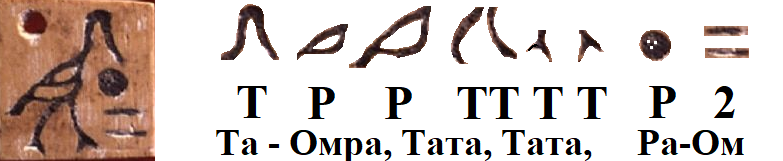 Т Р Р ТТ Т Т Р 2
Та - Омра, Тата, Тата, Ра-Ом